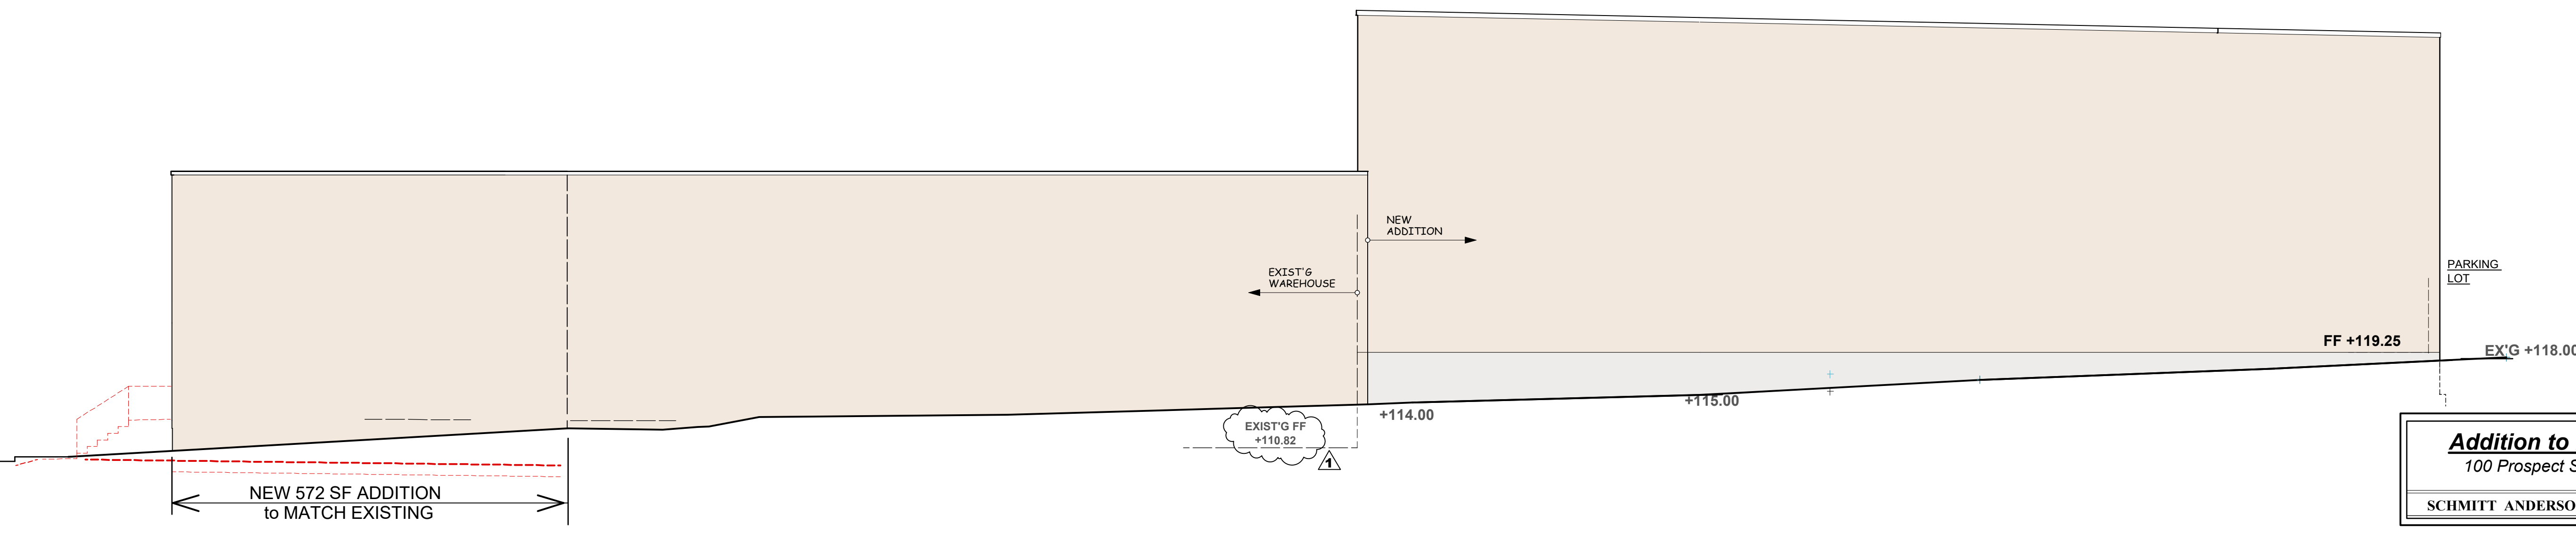 NEW
ADDITION
EXIST'G
WAREHOUSE
PARKING
LOT
FF +119.25
EX'G +118.00
+115.00
+114.00
EXIST'G FF
+110.82
1
NEW 572 SF ADDITION
to MATCH EXISTING
Addition to
100 Prospect S
SCHMITT ANDERSO